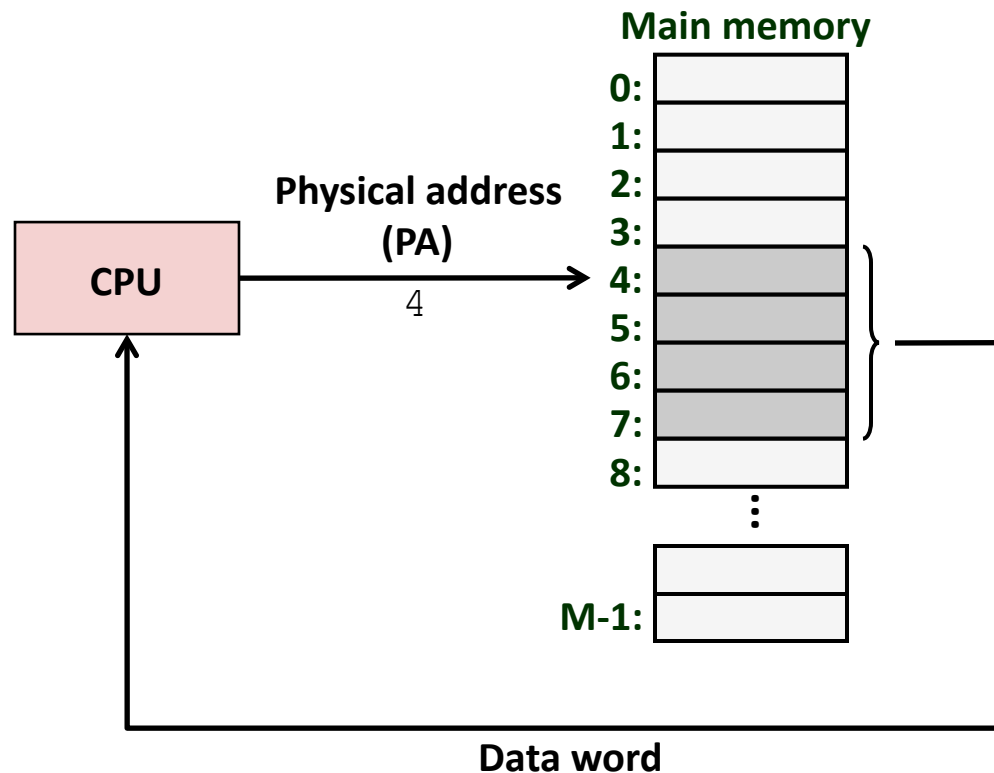 Main memory
0:
1:
2:
Physical address
(PA)
3:
CPU
4:
4
5:
6:
7:
8:
M-1:
Data word